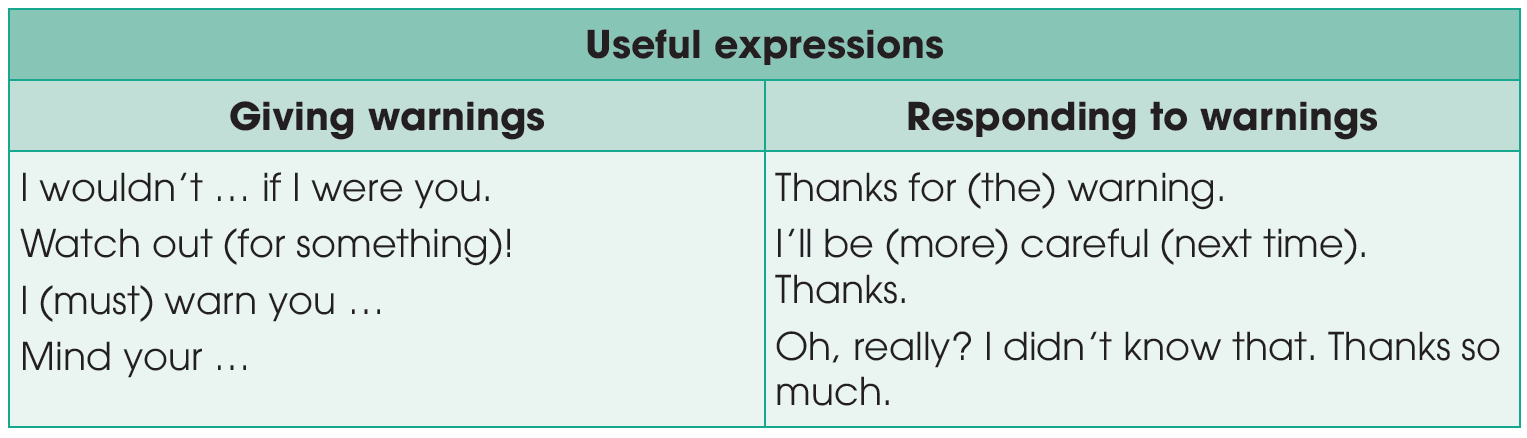 Useful expressions
Giving warnings
Responding to warnings
I wouldn’t … if I were you.
Watch out (for something)!
I (must) warn you …
Mind your …
Thanks for (the) warning.
I’ll be (more) careful (next time).
Thanks.
Oh, really? I didn’t know that. Thanks so
much.